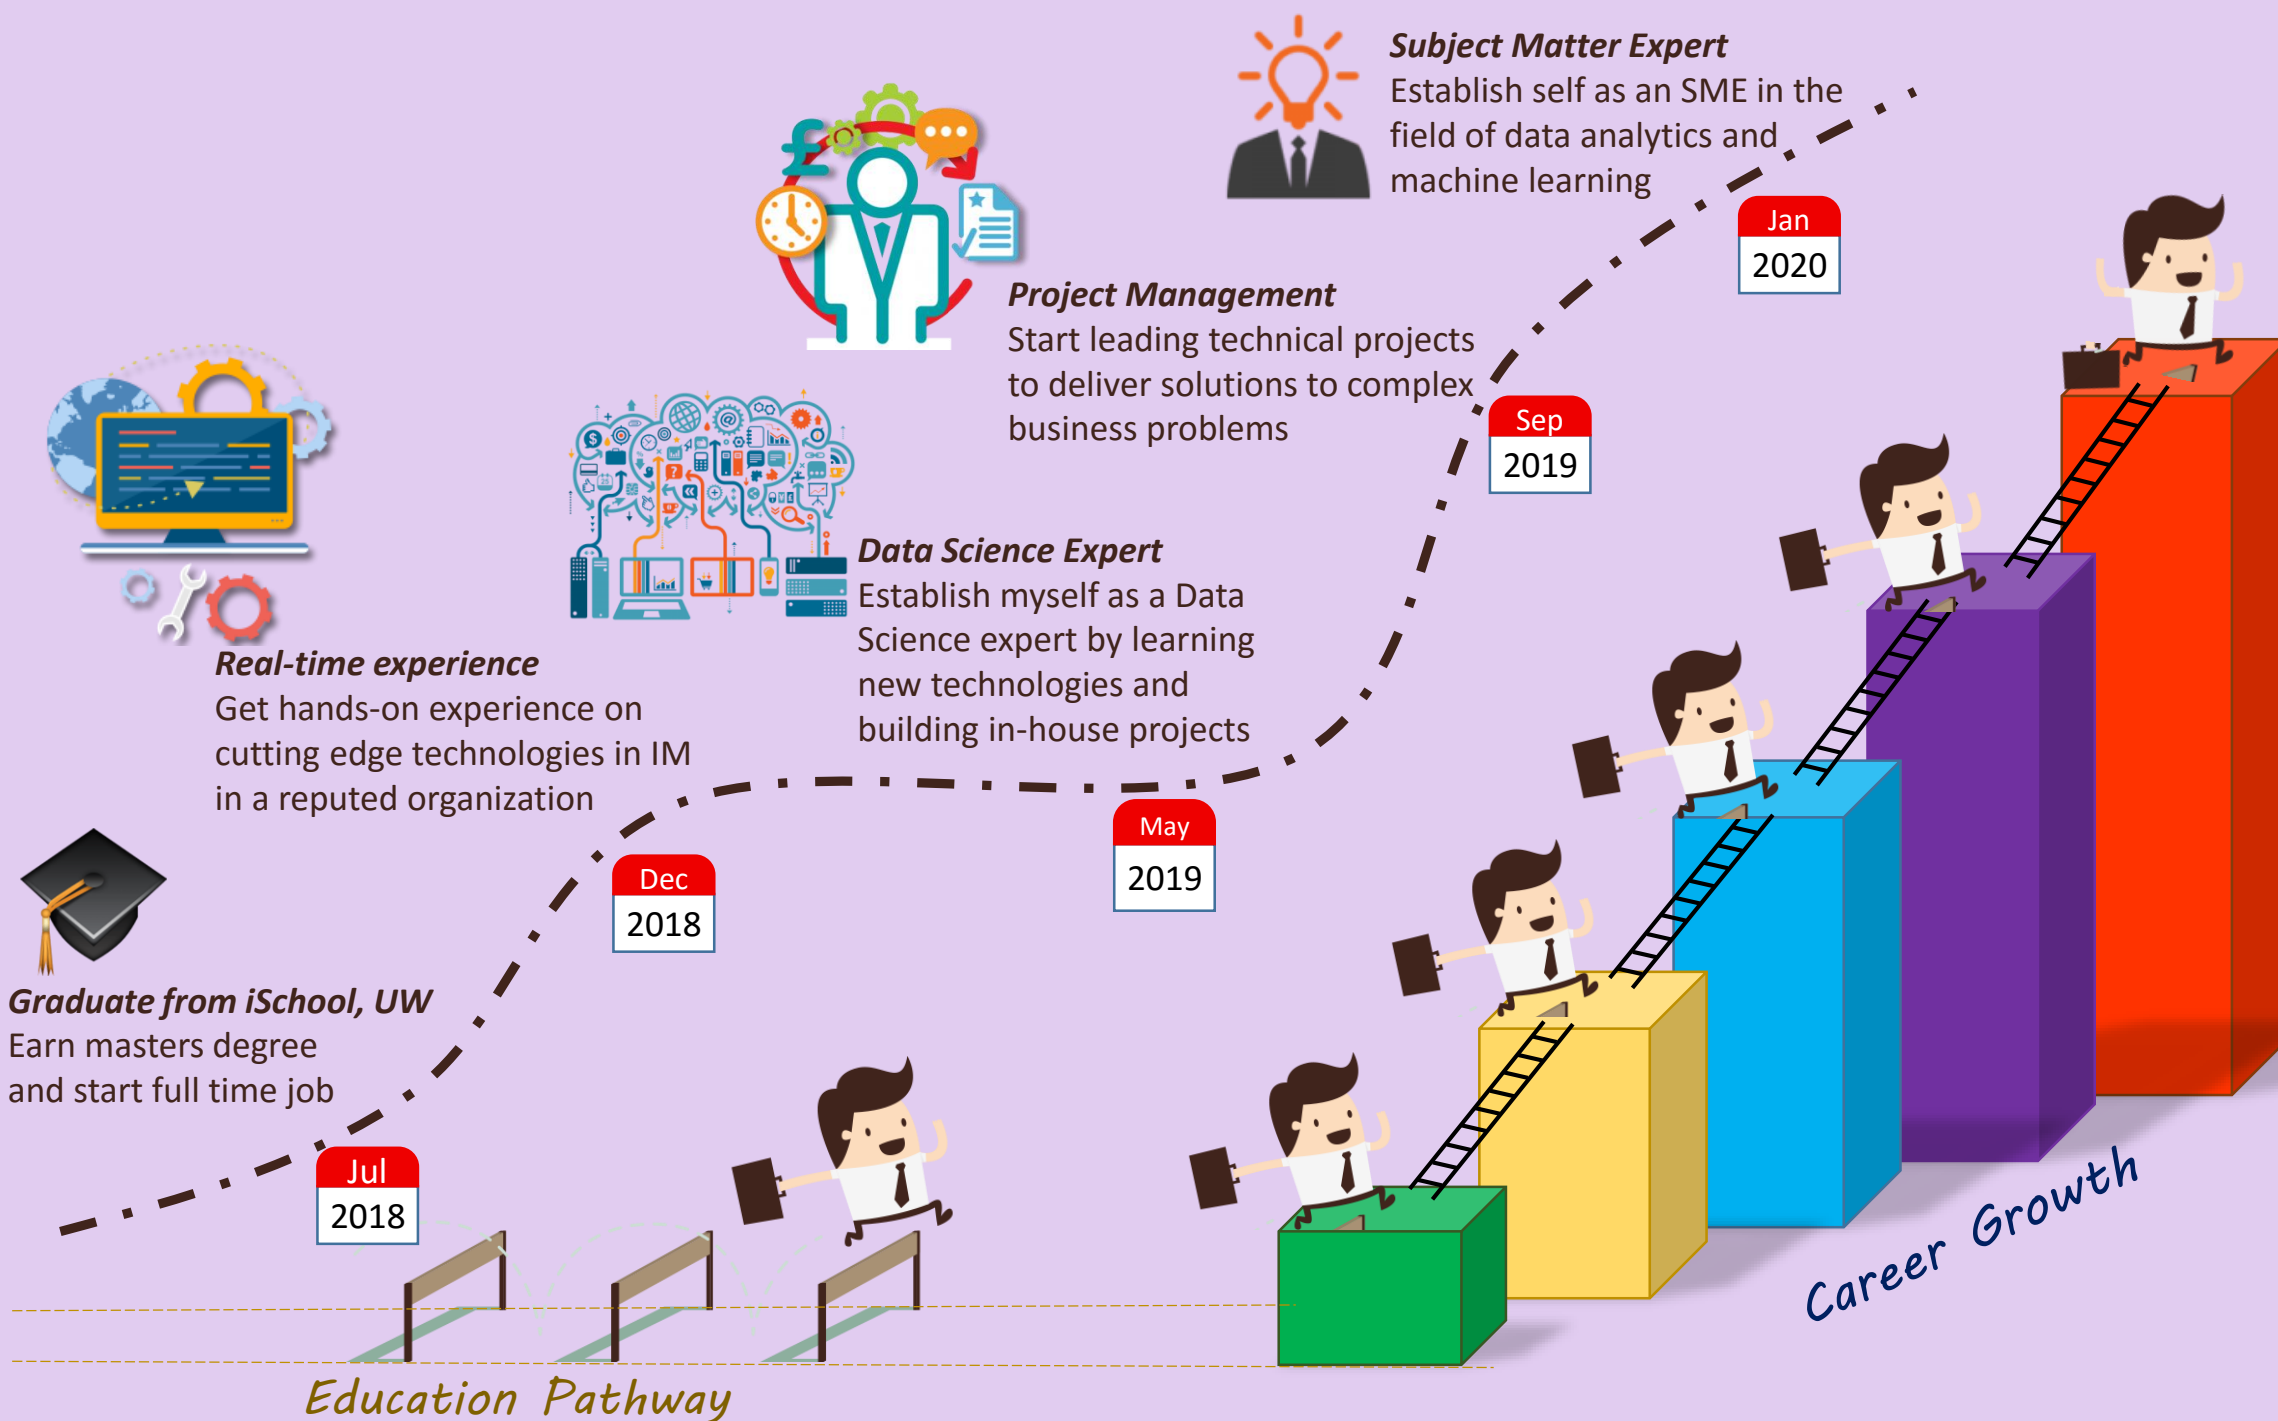 Subject Matter Expert
Establish self as an SME in the
field of data analytics and
machine learning
Jan
2020
Project Management
Start leading technical projects
to deliver solutions to complex
business problems
Sep
2019
Data Science Expert
Establish myself as a Data
Science expert by learning
new technologies and
building in-house projects
May
2019
Real-time experience
Get hands-on experience on
cutting edge technologies in IM
in a reputed organization
Dec
2018
Graduate from iSchool, UW
Earn masters degree
and start full time job
Jul
2018
Career Growth
Education Pathway